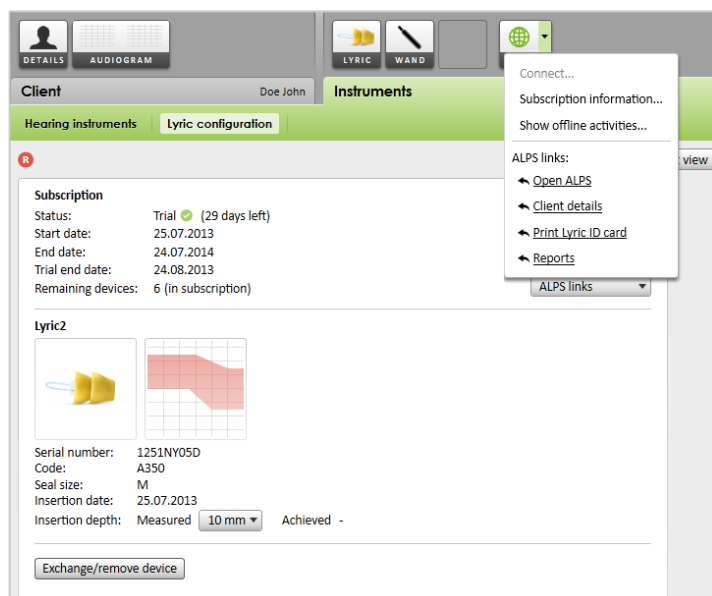 DETAILS
AUDIOGRAM
LYRIC
WAND
Client
Doe John
Instruments
Hearing instruments
Lyric configuration
R
Connect...
Subscription information...
Show offline activities...
ALPS links:
Open ALPS
Client details
Print Lyric ID card
Reports
view
Subscription
Status: Trial (29 days left)
Start date: 25.07.2013
End date: 24.07.2014
Trial end date: 24.08.2013
Remaining devices: 6 (in subscription)
ALPS links
Lyric2
Serial number: 1251NY05D
Code: A350
Seal size: M
Insertion date: 25.07.2013
Insertion depth: Measured 10 mm Achieved -
Exchange/remove device